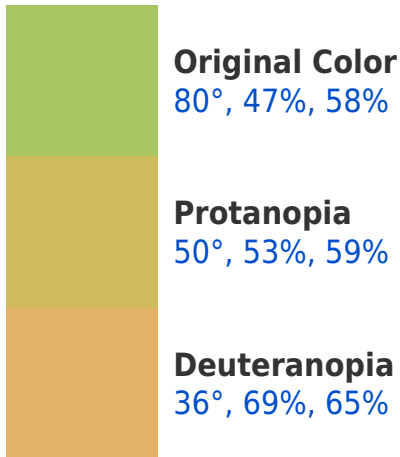 Original Color
80°, 47%, 58%
Protanopia
50°, 53%, 59%
Deuteranopia
36°, 69%, 65%